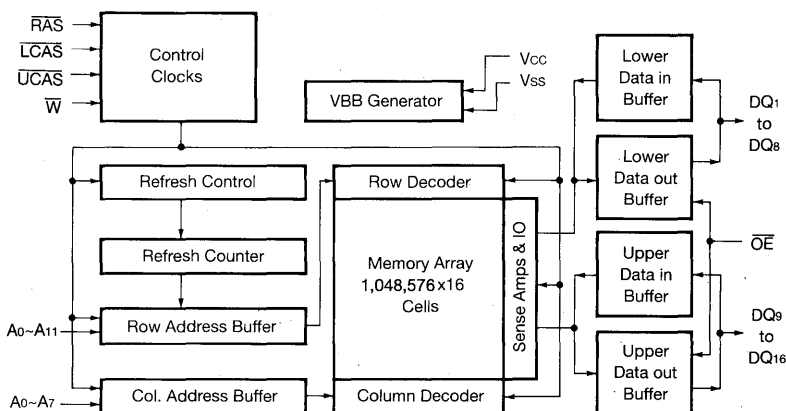 RAS
LCAS
UCAS
W
Control
Clocks
VBB Generator
Vcc
Vss
Lower
Data in
Buffer
DQ1
to
DQ8
Lower
Data out
Buffer
OE
Upper
Data in
Buffer
DQ9
to
DQ16
Upper
Data out
Buffer
Refresh Control
Refresh Counter
Row Address Buffer
A0~A11
Col. Address Buffer
A0~A7
Row Decoder
Memory Array
1,048,576x16
Cells
Sense Amps & IO
Column Decoder